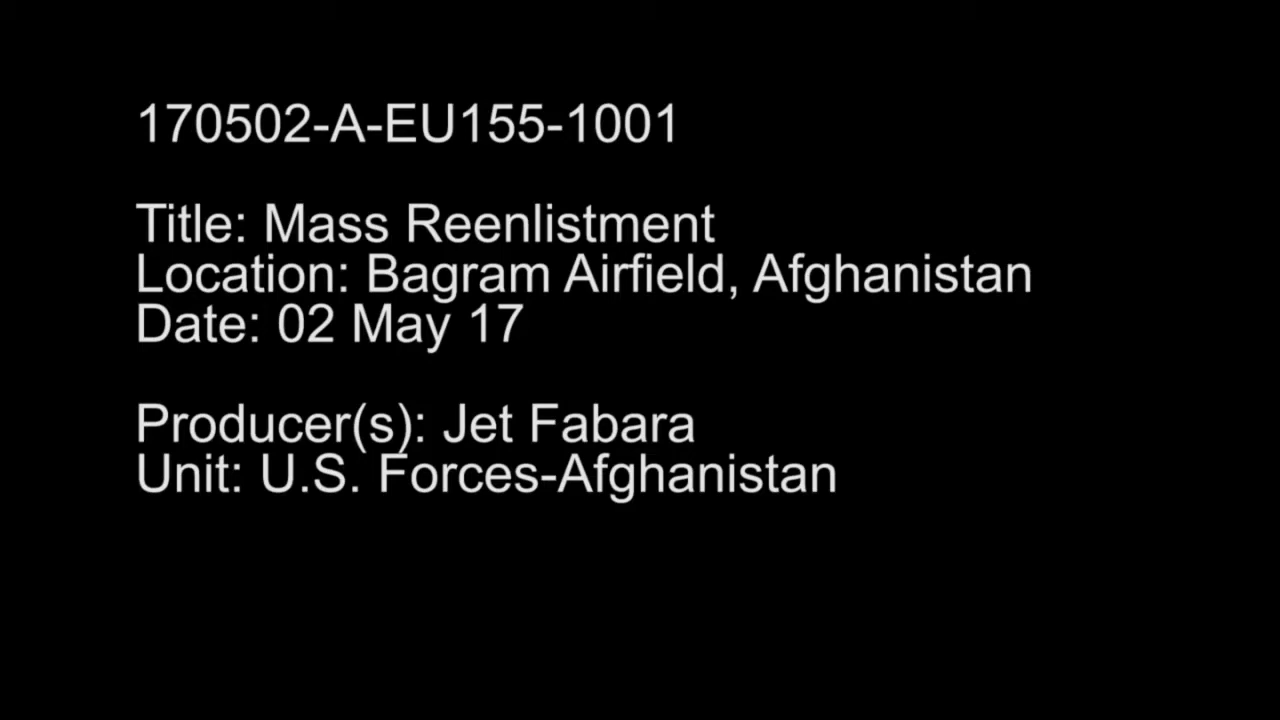 170502-A-EU155-1001
Title: Mass Reenlistment
Location: Bagram Airfield, Afghanistan
Date: 02 May 17
Producer(s): Jet Fabara
Unit: U.S. Forces-Afghanistan